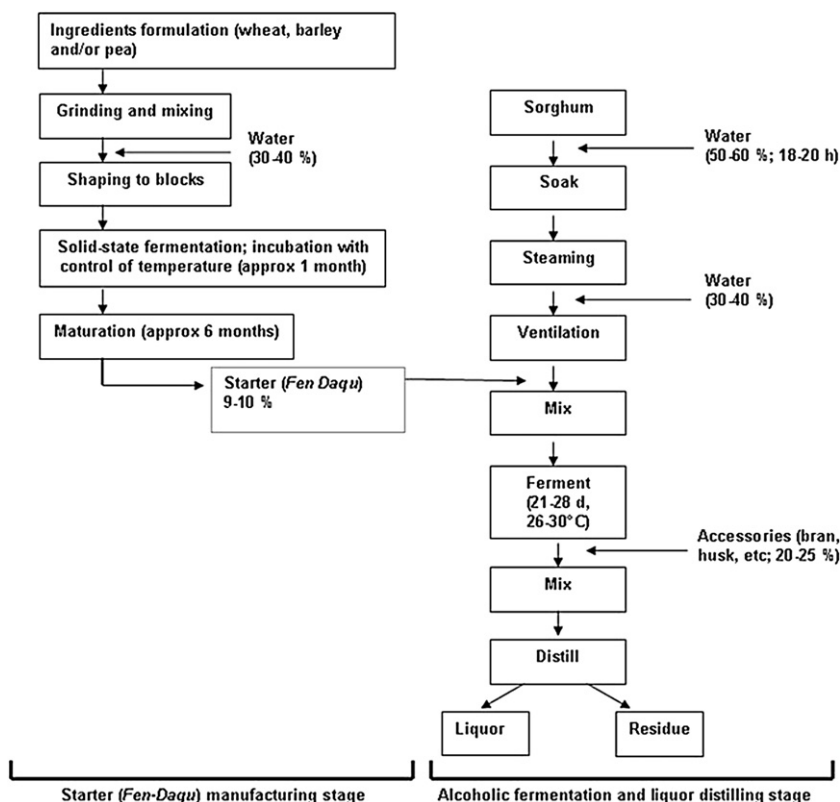 Ingredients formulation (wheat, barley
and/or pea)
Grinding and mixing
Water
(30-40 %)
Shaping to blocks
Solid-state fermentation; incubation with
control of temperature (approx 1 month)
Maturation (approx 6 months)
Starter (Fen Daqu)
9-10 %
Sorghum
Water
(50-60 %; 18-20 h)
Soak
Steaming
Water
(30-40 %)
Ventilation
Mix
Ferment
(21-28 d,
26-30°C)
Accessories (bran,
husk, etc; 20-25 %)
Mix
Distill
Liquor
Residue
Starter (Fen-Daqu) manufacturing stage
Alcoholic fermentation and liquor distilling stage